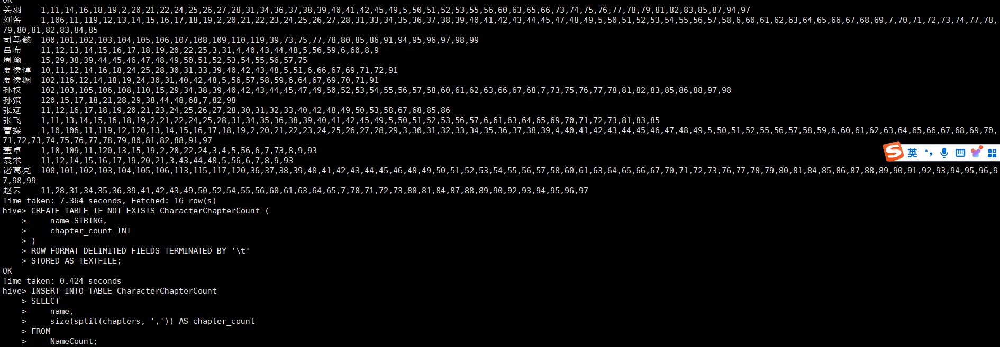 OK
关羽 1,11,14,16,18,19,2,20,21,22,24,25,26,27,28,31,34,36,37,38,39,40,41,42,45,49,5,50,51,52,53,55,56,60,63,65,66,73,74,75,76,77,78,79,81,82,83,85,87,94,97
刘备 1,106,11,119,12,13,14,15,16,17,18,19,2,20,21,22,23,24,25,26,27,28,31,33,34,35,36,37,38,39,40,41,42,43,44,45,47,48,49,5,50,51,52,53,54,55,56,57,58,6,60,61,62,63,64,65,66,67,68,69,7,70,71,72,73,74,77,78,
79,80,81,82,83,84,85
司马懿 100,101,102,103,104,105,106,107,108,109,110,119,39,73,75,77,78,80,85,86,91,94,95,96,97,98,99
吕布 11,12,13,14,15,16,17,18,19,20,22,25,3,31,4,40,43,44,48,5,56,59,6,60,8,9
周瑜 15,29,38,39,44,45,46,47,48,49,50,51,52,53,54,55,56,57,75
夏侯惇 10,11,12,14,16,18,24,25,28,30,31,33,39,40,42,43,48,5,51,6,66,67,69,71,72,91
夏侯渊 102,116,12,14,18,19,24,30,31,40,42,48,5,56,57,58,59,6,64,67,69,70,71,91
孙权 102,103,105,106,108,110,15,29,34,38,39,40,42,43,44,45,47,49,50,52,53,54,55,56,57,58,60,61,62,63,66,67,68,7,73,75,76,77,78,81,82,83,85,86,88,97,98
孙策 120,15,17,18,21,28,29,38,44,48,68,7,82,98
张辽 11,12,16,17,18,19,20,21,23,24,25,26,27,28,30,31,32,33,40,42,48,49,50,53,58,67,68,85,86
张飞 1,11,13,14,15,16,18,19,2,21,22,24,25,28,31,34,35,36,38,39,40,41,42,45,49,5,50,51,52,53,56,57,6,61,63,64,65,69,70,71,72,73,81,83,85
曹操 1,10,106,11,119,12,120,13,14,15,16,17,18,19,2,20,21,22,23,24,25,26,27,28,29,3,30,31,32,33,34,35,36,37,38,39,4,40,41,42,43,44,45,46,47,48,49,5,50,51,52,55,56,57,58,59,6,60,61,62,63,64,65,66,67,68,69,70,
71,72,73,74,75,76,77,78,79,80,81,82,88,91,97
董卓 1,10,109,11,120,13,15,19,2,20,22,24,3,4,5,56,6,7,73,8,9,93
袁术 11,12,14,15,16,17,19,20,21,3,43,44,48,5,56,6,7,8,9,93
诸葛亮 100,101,102,103,104,105,106,113,115,117,120,36,37,38,39,40,41,42,43,44,45,46,48,49,50,51,52,53,54,55,56,57,58,60,61,63,64,65,66,67,70,71,72,73,76,77,78,79,80,81,84,85,86,87,88,89,90,91,92,93,94,95,96,9
7,98,99
赵云 11,28,31,34,35,36,39,41,42,43,49,50,52,54,55,56,60,61,63,64,65,7,70,71,72,73,80,81,84,87,88,89,90,92,93,94,95,96,97
Time taken: 7.364 seconds, Fetched: 16 row(s)
hive> CREATE TABLE IF NOT EXISTS CharacterChapterCount (
    >     name STRING,
    >     chapter_count INT
    > )
    > ROW FORMAT DELIMITED FIELDS TERMINATED BY '\t'
    > STORED AS TEXTFILE;
OK
Time taken: 0.424 seconds
hive> INSERT INTO TABLE CharacterChapterCount
    > SELECT
    >     name,
    >     size(split(chapters, ',')) AS chapter_count
    > FROM
    >     NameCount;
S 英